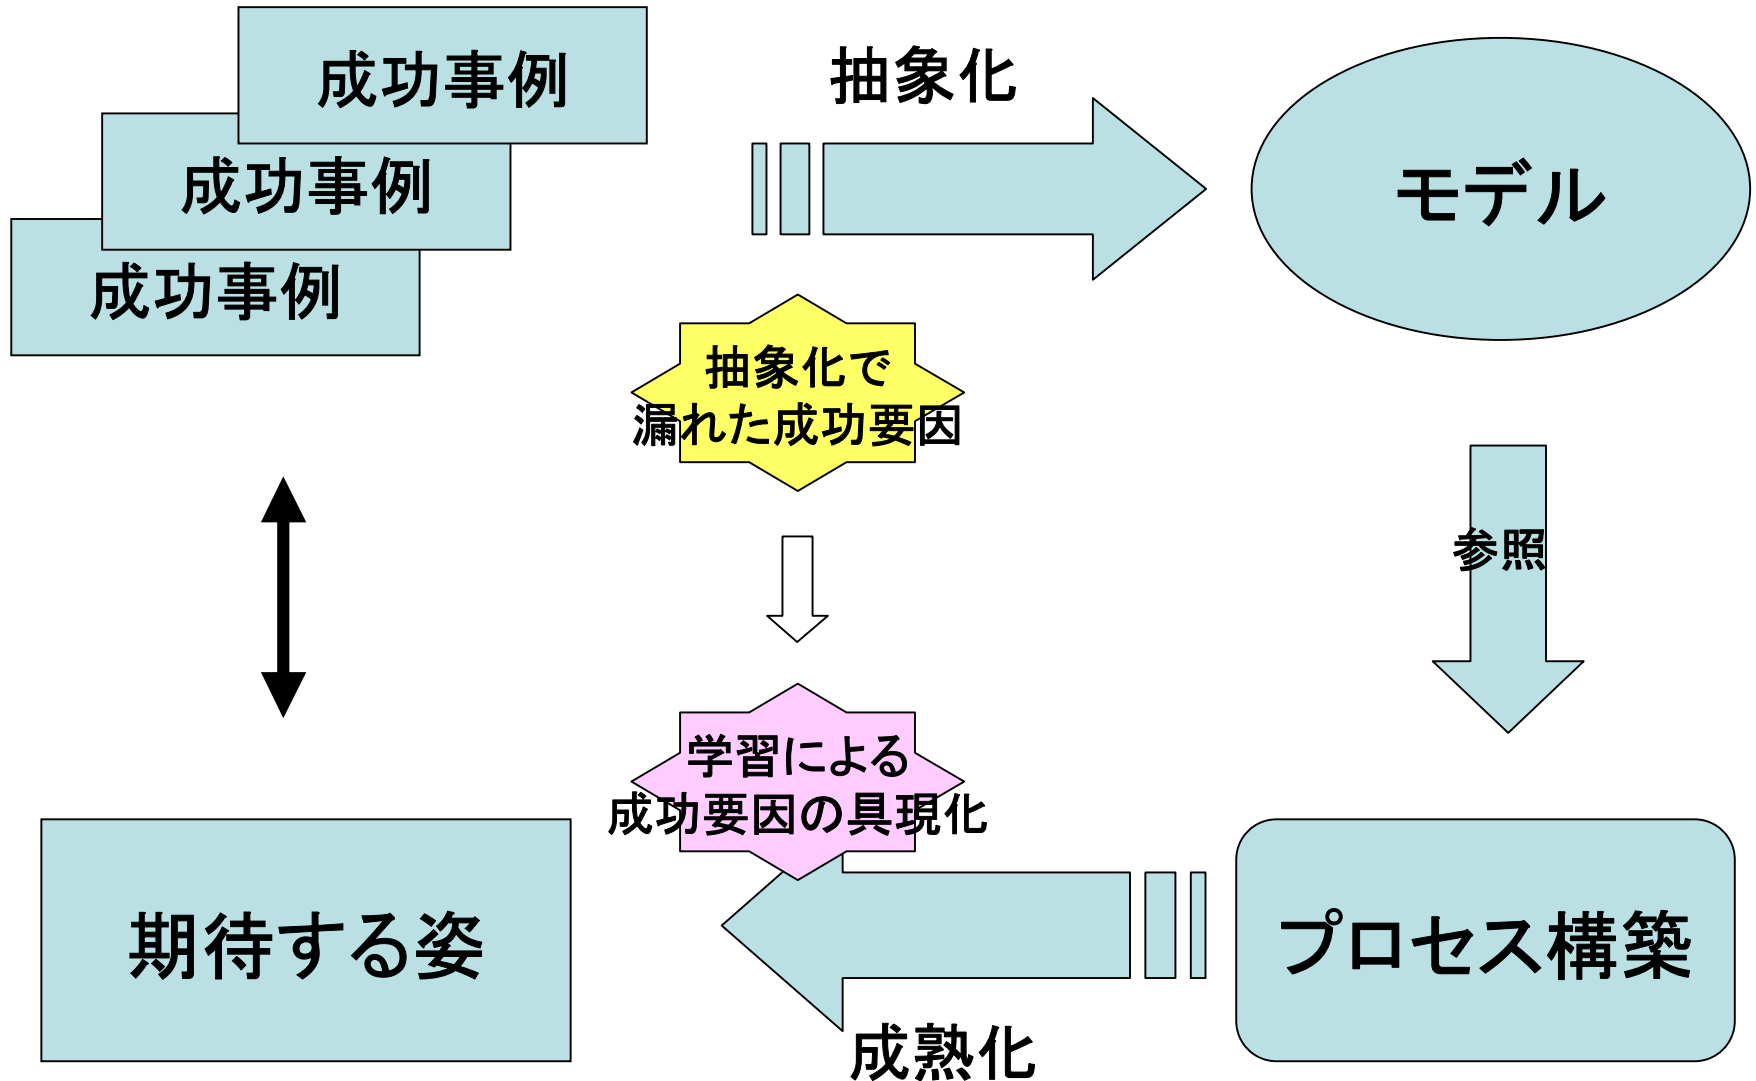 成功事例
成功事例
成功事例
抽象化
モデル
抽象化で
漏れた成功要因
参照
学習による
成功要因の具現化
期待する姿
プロセス構築
成熟化